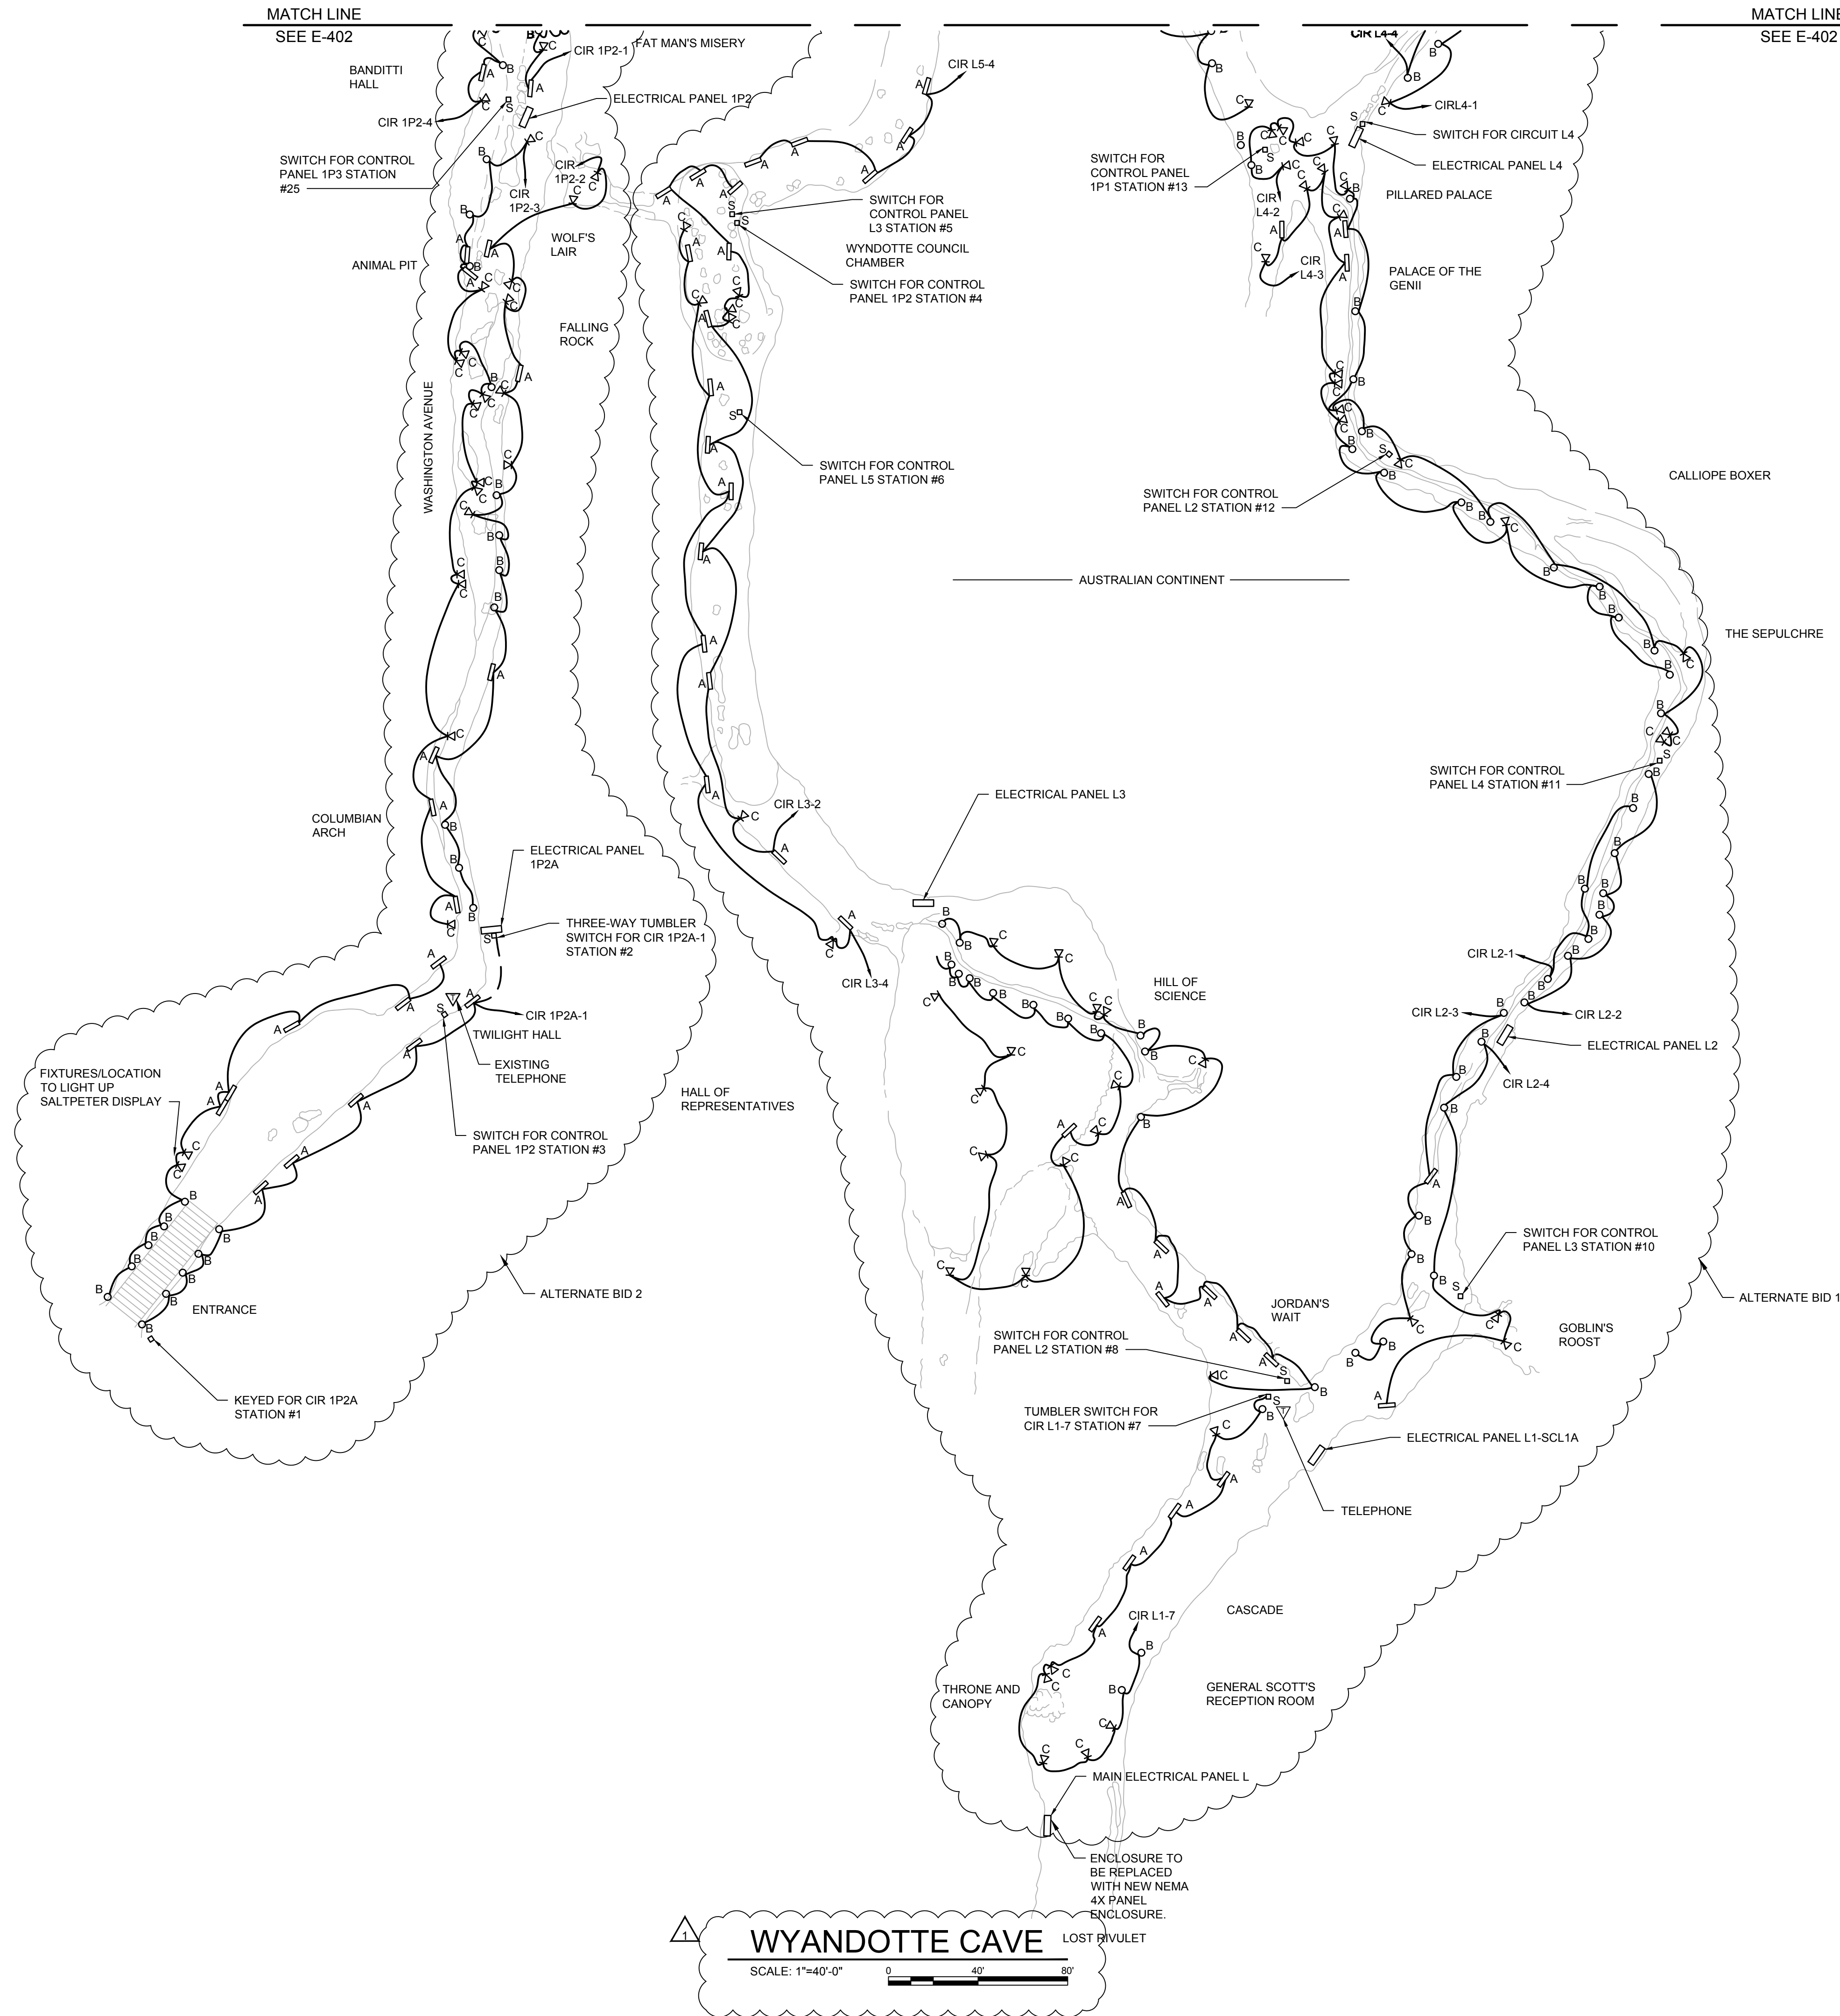 MATCH LINE
SEE E-402
MATCH LINE
SEE E-402
FAT MAN'S MISERY
CIR 1P2-1
BANDITTI
HALL
ELECTRICAL PANEL 1P2
CIR 1P2-4
SWITCH FOR CONTROL
PANEL 1P3 STATION
#25
CIR
1P2-2
CIR
1P2-3
WOLF'S
LAIR
ANIMAL PIT
FALLING
ROCK
WASHINGTON AVENUE
CIR L5-4
SWITCH FOR
CONTROL PANEL
L3 STATION #5
WYNDOTTE COUNCIL
CHAMBER
SWITCH FOR CONTROL
PANEL 1P2 STATION #4
SWITCH FOR CONTROL
PANEL L5 STATION #6
CIR L4-4
CIRL4-1
SWITCH FOR CIRCUIT L4
ELECTRICAL PANEL L4
SWITCH FOR
CONTROL PANEL
1P1 STATION #13
PILLARED PALACE
CIR
L4-2
CIR
L4-3
PALACE OF THE
GENII
SWITCH FOR CONTROL
PANEL L2 STATION #12
CALLIOPE BOXER
AUSTRALIAN CONTINENT
THE SEPULCHRE
SWITCH FOR CONTROL
PANEL L4 STATION #11
COLUMBIAN
ARCH
ELECTRICAL PANEL
1P2A
THREE-WAY TUMBLER
SWITCH FOR CIR 1P2A-1
STATION #2
CIR 1P2A-1
TWILIGHT HALL
EXISTING
TELEPHONE
FIXTURES/LOCATION
TO LIGHT UP
SALTPETER DISPLAY
HALL OF
REPRESENTATIVES
SWITCH FOR CONTROL
PANEL 1P2 STATION #3
ENTRANCE
ALTERNATE BID 2
KEYED FOR CIR 1P2A
STATION #1
CIR L3-2
ELECTRICAL PANEL L3
CIR L3-4
HILL OF
SCIENCE
CIR L2-1
CIR L2-3
CIR L2-2
ELECTRICAL PANEL L2
CIR L2-4
SWITCH FOR CONTROL
PANEL L3 STATION #10
ALTERNATE BID 1
JORDAN'S
WAIT
GOBLIN'S
ROOST
SWITCH FOR CONTROL
PANEL L2 STATION #8
TUMBLER SWITCH FOR
CIR L1-7 STATION #7
ELECTRICAL PANEL L1-SCL1A
TELEPHONE
CIR L1-7
CASCADE
THRONE AND
CANOPY
GENERAL SCOTT'S
RECEPTION ROOM
MAIN ELECTRICAL PANEL L
ENCLOSURE TO
BE REPLACED
WITH NEW NEMA
4X PANEL
ENCLOSURE.
LOST RIVULET
1
WYANDOTTE CAVE
SCALE: 1"=40'-0"
0 40' 80'